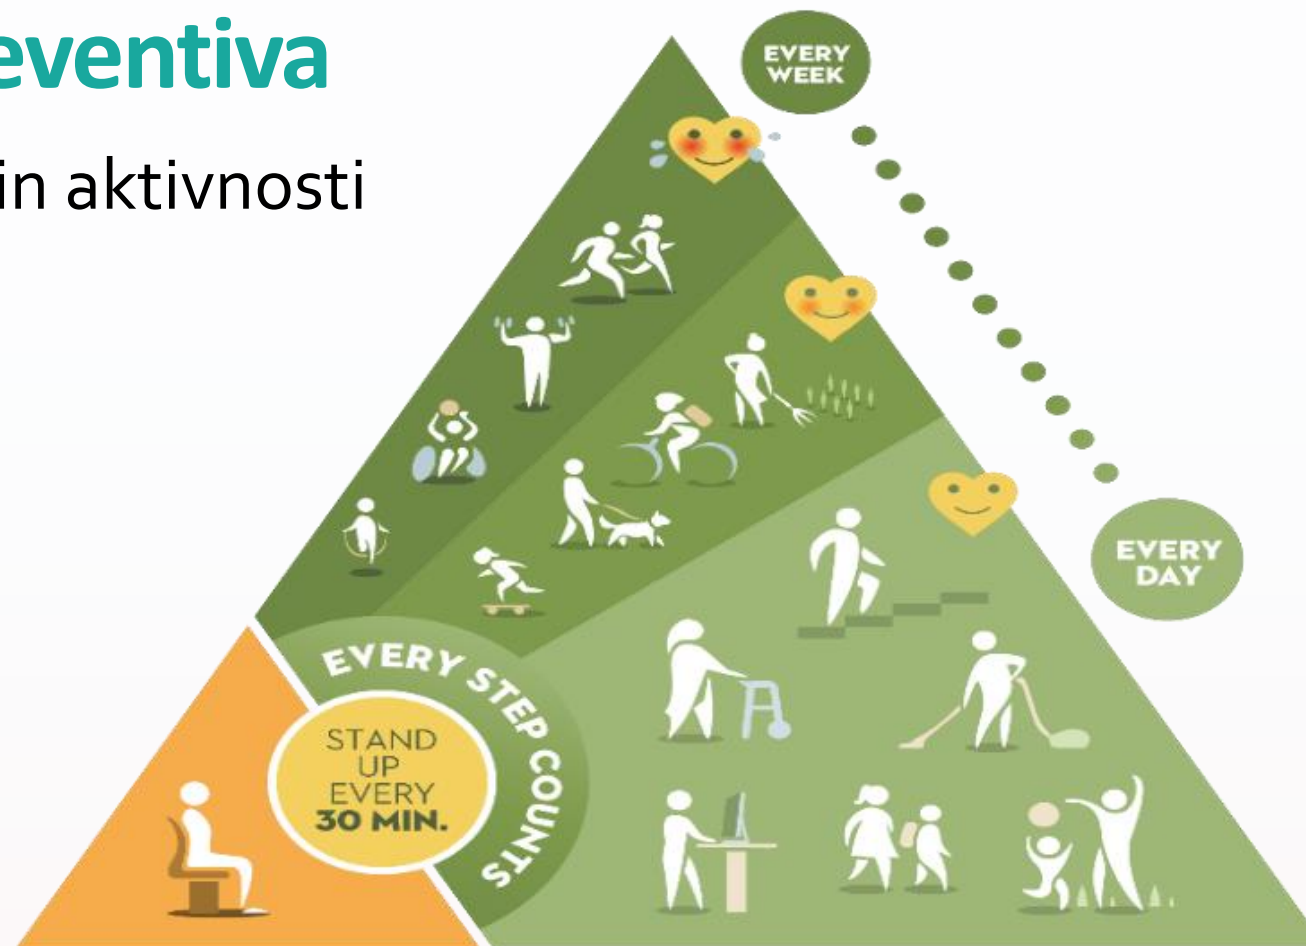 eventiva
in aktivnosti
EVERY
WEEK
EVERY
DAY
EVERY STEP COUNTS
STAND
UP
EVERY
30 MIN.